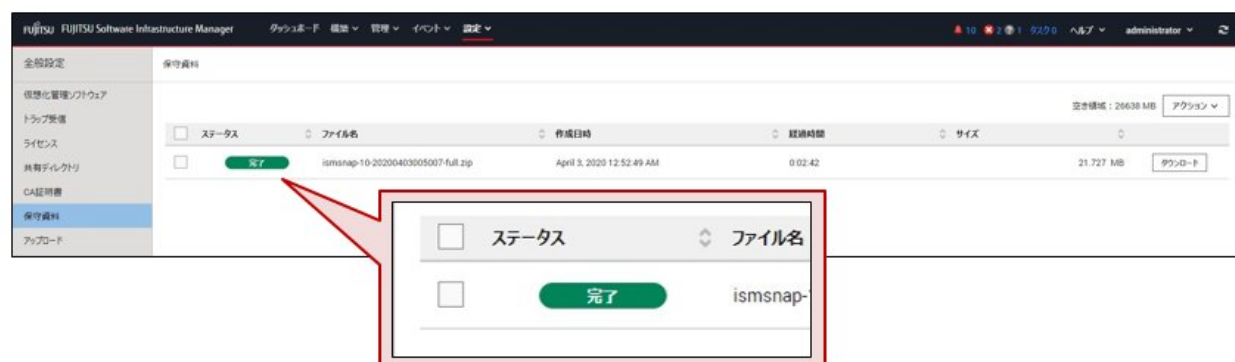 FUJITSU FUJITSU Software Infrastructure Manager ダッシュボード 構築 管理 イベント 設定 10 2 1 タスク 0 ヘルプ administrator
全般設定 保守資料
仮想化管理ソフトウェア
空き領域 : 26638 MB アクション
トラップ受信
ステータス ファイル名 作成日時 経過時間 サイズ
ライセンス
完了 ismsnap-10-20200403005007-full.zip April 3, 2020 12:52:49 AM 0:02:42 21.727 MB ダウンロード
共有ディレクトリ
CA証明書
保守資料
アップロード
ステータス ファイル名
完了 ismsnap-